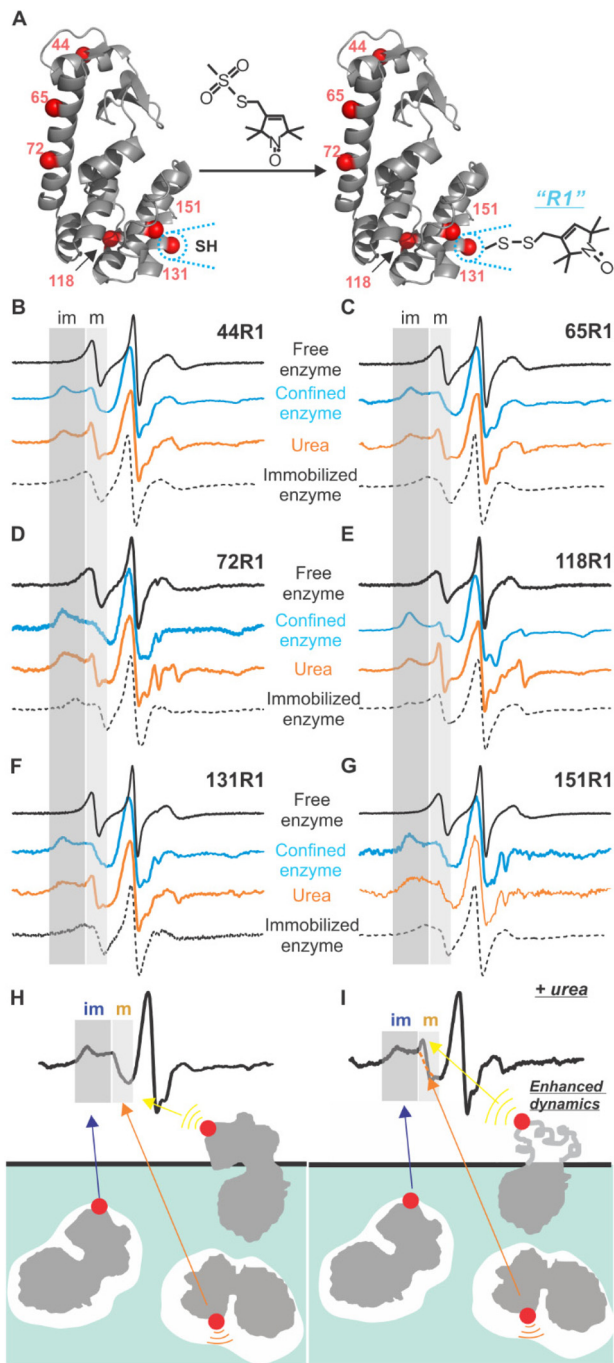 A
44
65
72
151
SH
118
131
O
S
O
S
N
O
44
65
72
151
"R1"
S
S
N
O
118
131
B
im
m
44R1
Free
enzyme
Confined
enzyme
Urea
Immobilized
enzyme
C
im
m
65R1
D
72R1
Free
enzyme
Confined
enzyme
Urea
Immobilized
enzyme
E
118R1
F
131R1
Free
enzyme
Confined
enzyme
Urea
Immobilized
enzyme
G
151R1
H
im
m
I
+ urea
im
m
Enhanced
dynamics